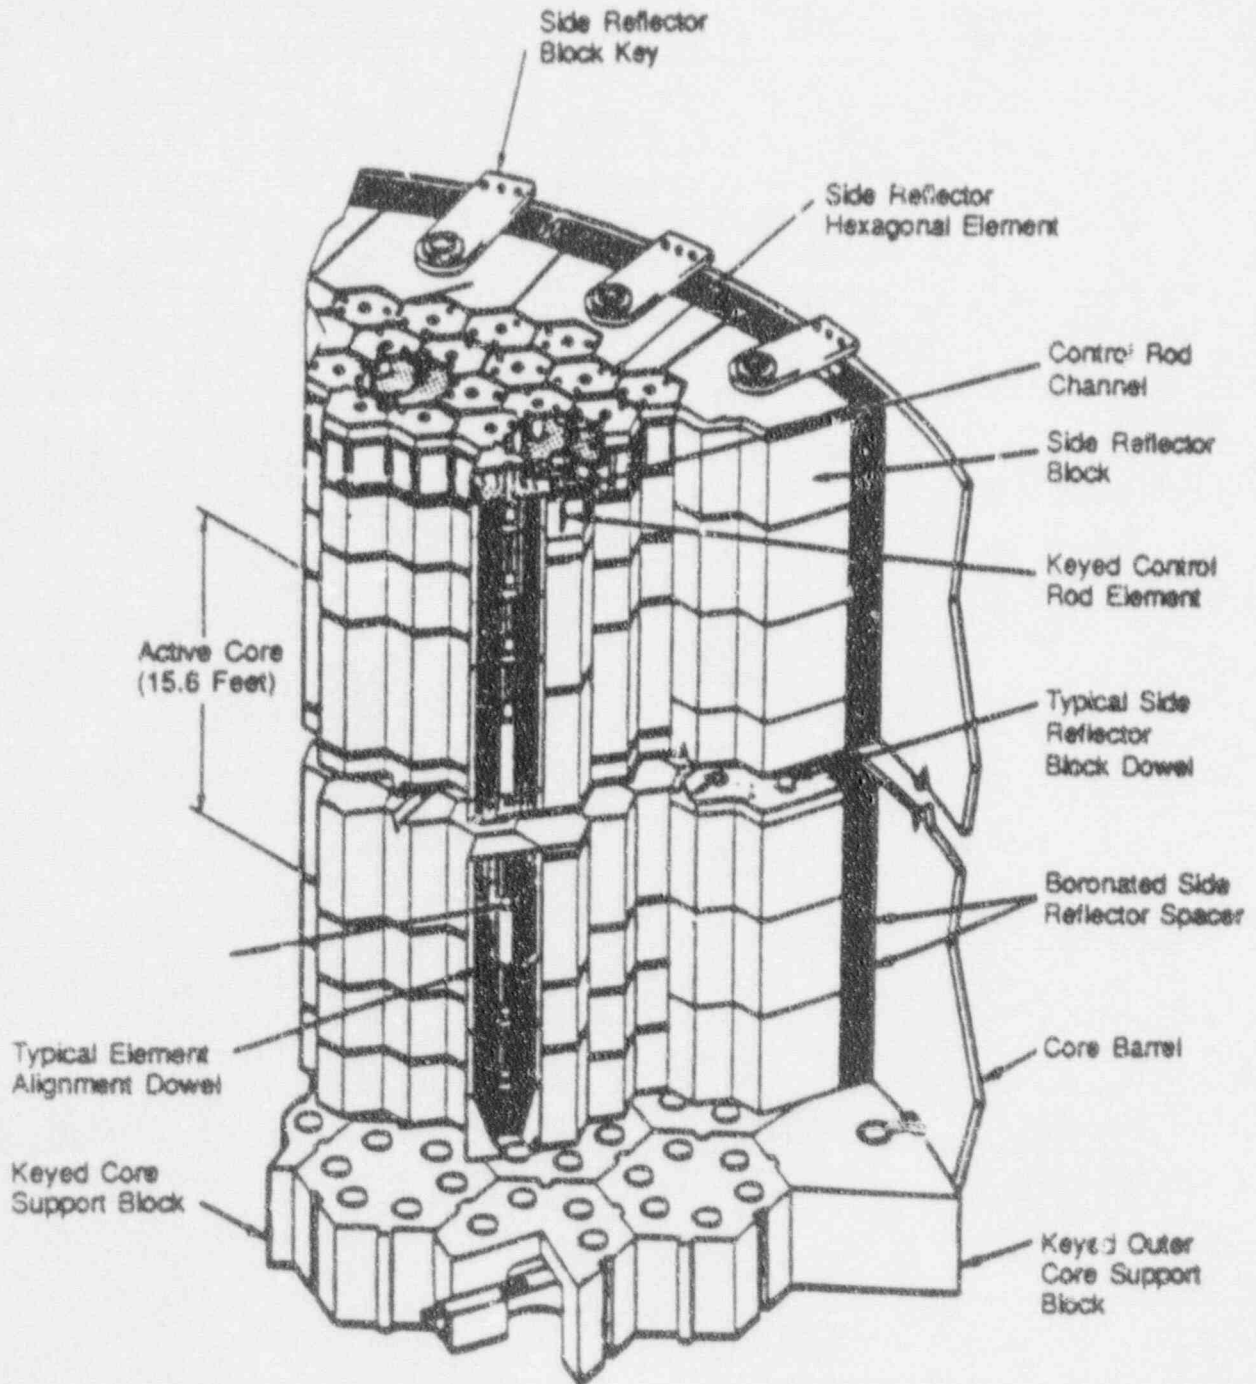 Side Reflector
Block Key
Side Reflector
Hexagonal Element
Control Rod
Channel
Side Reflector
Block
Keyed Control
Rod Element
Active Core
(15.6 Feet)
Typical Side
Reflector
Block Dowel
Boronated Side
Reflector Spacer
Typical Element
Alignment Dowel
Core Barrel
Keyed Core
Support Block
Keyed Outer
Core Support
Block